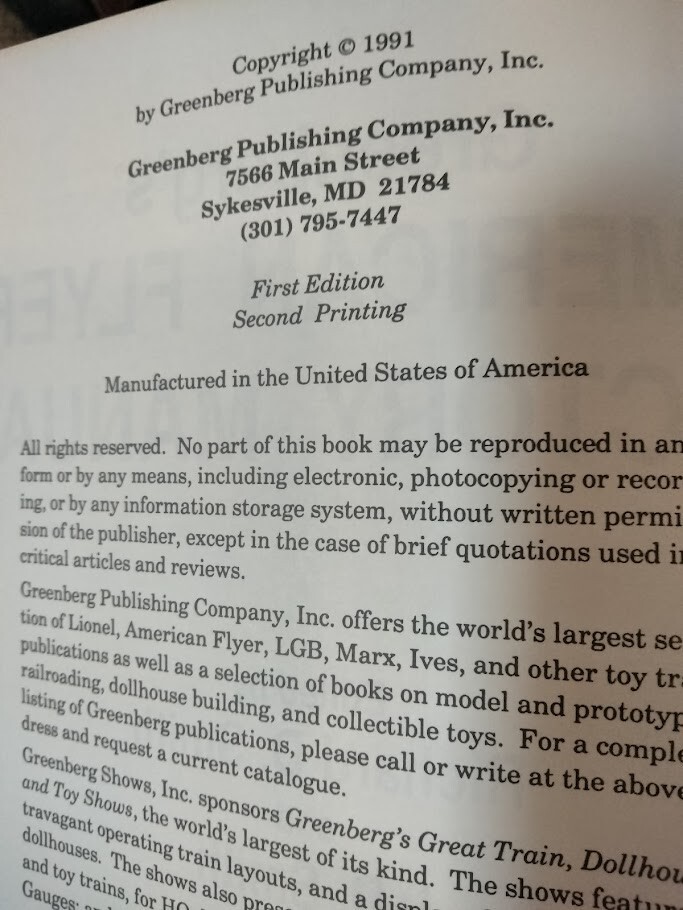 Copyright © 1991
by Greenberg Publishing Company, Inc.
Greenberg Publishing Company, Inc.
7566 Main Street
Sykesville, MD 21784
(301) 795-7447
First Edition
Second Printing
Manufactured in the United States of America
All rights reserved. No part of this book may be reproduced in an
form or by any means, including electronic, photocopying or recor
ing, or by any information storage system, without written permi
sion of the publisher, except in the case of brief quotations used in
critical articles and reviews.
Greenberg Publishing Company, Inc. offers the world's largest se
tion of Lionel, American Flyer, LGB, Marx, Ives, and other toy tr
publications as well as a selection of books on model and prototyp
railroading, dollhouse building, and collectible toys. For a comple
listing of Greenberg publications, please call or write at the above
dress and request a current catalogue.
Greenberg Shows, Inc. sponsors Greenberg's Great Train, Dollhou
and Toy Shows, the world's largest of its kind. The shows featur
travagant operating train layouts, and a displ
dollhouses. The shows also pres
and toy trains, for HO
Gauges;